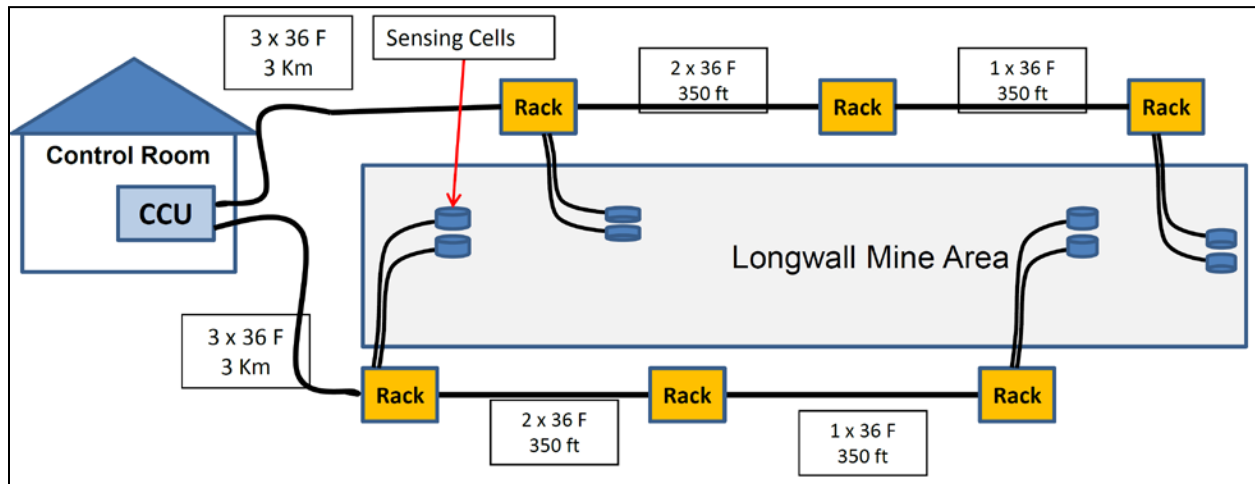 3 x 36 F
3 Km
Sensing Cells
2 x 36 F
350 ft
1 x 36 F
350 ft
Rack
Rack
Rack
Control Room
CCU
Longwall Mine Area
3 x 36 F
3 Km
Rack
Rack
Rack
2 x 36 F
350 ft
1 x 36 F
350 ft